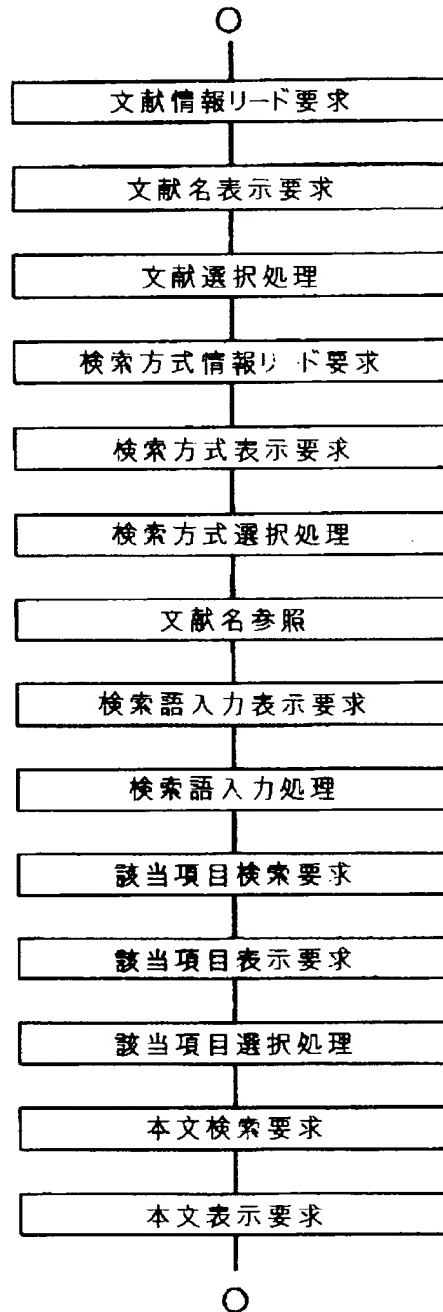 文献情報リード要求
文献名表示要求
文献選択処理
検索方式情報リード要求
検索方式表示要求
検索方式選択処理
文献名参照
検索語入力表示要求
検索語入力処理
該当項目検索要求
該当項目表示要求
該当項目選択処理
本文検索要求
本文表示要求